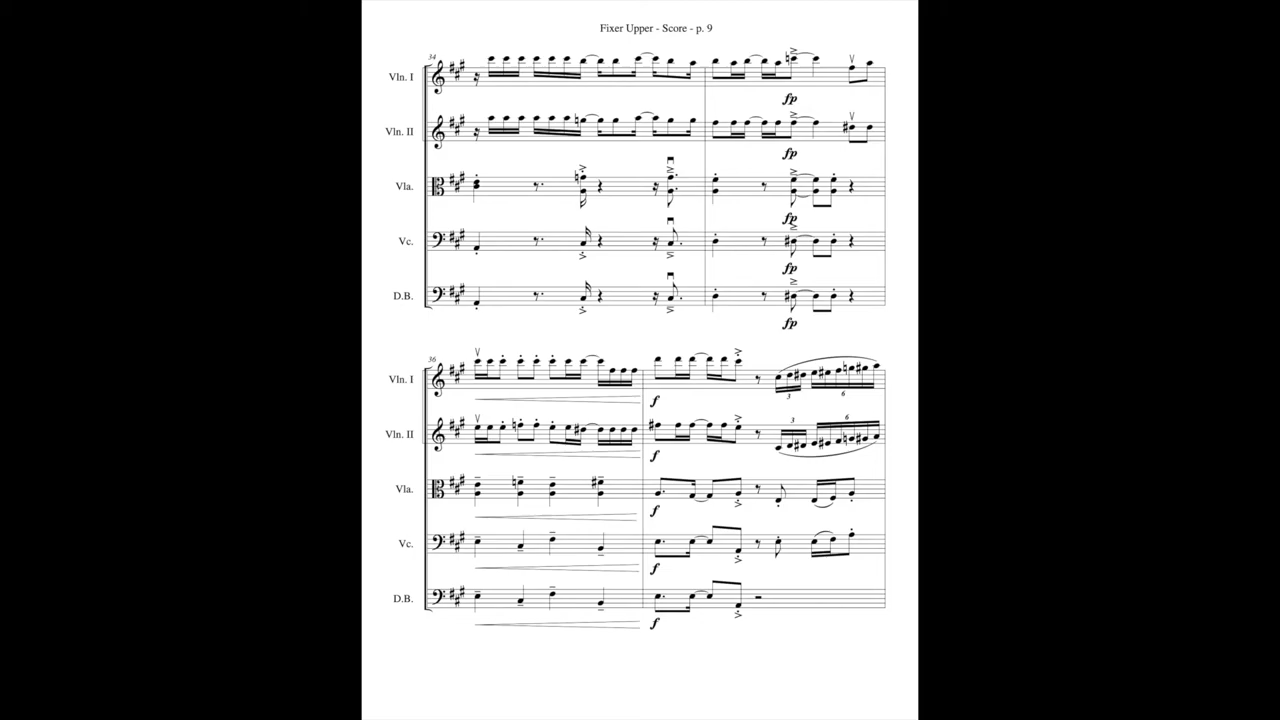 Fixer Upper - Score - p. 9
34
Vln. I
fp
Vln. II
fp
Vla.
fp
Vc.
fp
D.B.
fp
36
Vln. I
f
3
6
Vln. II
f
3
6
Vla.
f
Vc.
f
D.B.
f